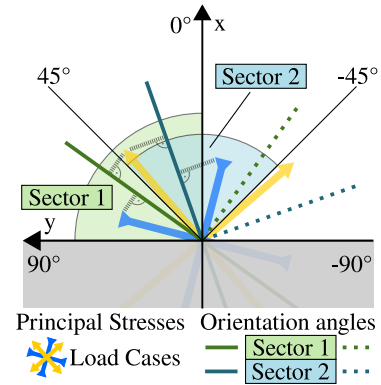 0° x
45° -45°
Sector 2
Sector 1
y
90° -90°
Principal Stresses Orientation angles
Load Cases Sector 1
Sector 2